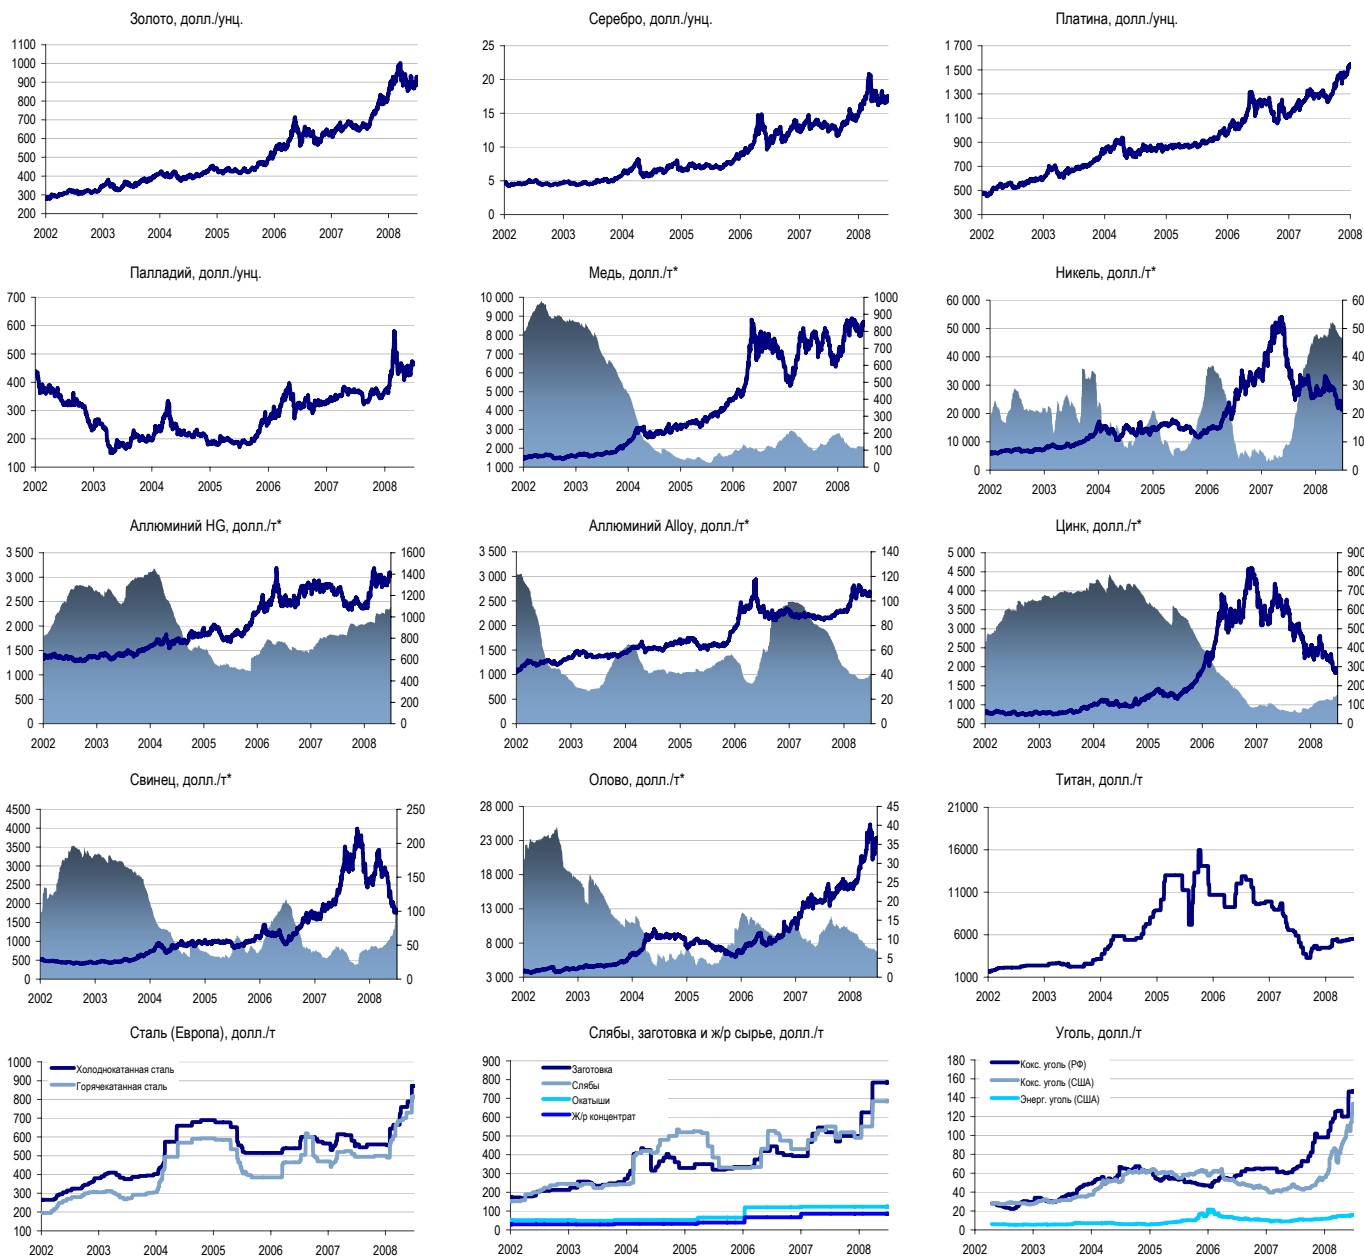 Золото, долл./унц.
1100
1000
900
800
700
600
500
400
300
200
2002 2003 2004 2005 2006 2007 2008
Серебро, долл./унц.
25
20
15
10
5
0
2002 2003 2004 2005 2006 2007 2008
Платина, долл./унц.
1 700
1 500
1 300
1 100
900
700
500
300
2002 2003 2004 2005 2006 2007 2008
Палладий, долл./унц.
700
600
500
400
300
200
100
2002 2003 2004 2005 2006 2007 2008
Медь, долл./т*
10 000 1000
9 000 900
8 000 800
7 000 700
6 000 600
5 000 500
4 000 400
3 000 300
2 000 200
1 000 100
0
2002 2003 2004 2005 2006 2007 2008
Никель, долл./т*
60 000 60
50 000 50
40 000 40
30 000 30
20 000 20
10 000 10
0 0
2002 2003 2004 2005 2006 2007 2008
Аллюминий HG, долл./т*
3 500 1600
3 000 1400
2 500 1200
2 000 1000
1 500 800
1 000 600
500 400
0 200
0
2002 2003 2004 2005 2006 2007 2008
Аллюминий Alloy, долл./т*
3 500 140
3 000 120
2 500 100
2 000 80
1 500 60
1 000 40
500 20
0 0
2002 2003 2004 2005 2006 2007 2008
Цинк, долл./т*
5 000 900
4 500 800
4 000 700
3 500 600
3 000 500
2 500 400
2 000 300
1 500 200
1 000 100
500 0
2002 2003 2004 2005 2006 2007 2008
Свинец, долл./т*
4500 250
4000 200
3500 150
3000 100
2500 50
2000 0
1500
1000
500
0
2002 2003 2004 2005 2006 2007 2008
Олово, долл./т*
28 000 45
23 000 40
18 000 35
13 000 30
8 000 25
3 000 20
15
10
5
0
2002 2003 2004 2005 2006 2007 2008
Титан, долл./т
21000
16000
11000
6000
1000
2002 2003 2004 2005 2006 2007 2008
Сталь (Европа), долл./т
1000
900
800
700
600
500
400
300
200
100
Холоднокатанная сталь
Горячекатанная сталь
2002 2003 2004 2005 2006 2007 2008
Слябы, заготовка и ж/р сырье, долл./т
900
800
700
600
500
400
300
200
100
0
Заготовка
Слябы
Окатыши
Ж/р концентрат
2002 2003 2004 2005 2006 2007 2008
Уголь, долл./т
180
160
140
120
100
80
60
40
20
0
Кокс. уголь (РФ)
Кокс. уголь (США)
Энерг. уголь (США)
2002 2003 2004 2005 2006 2007 2008